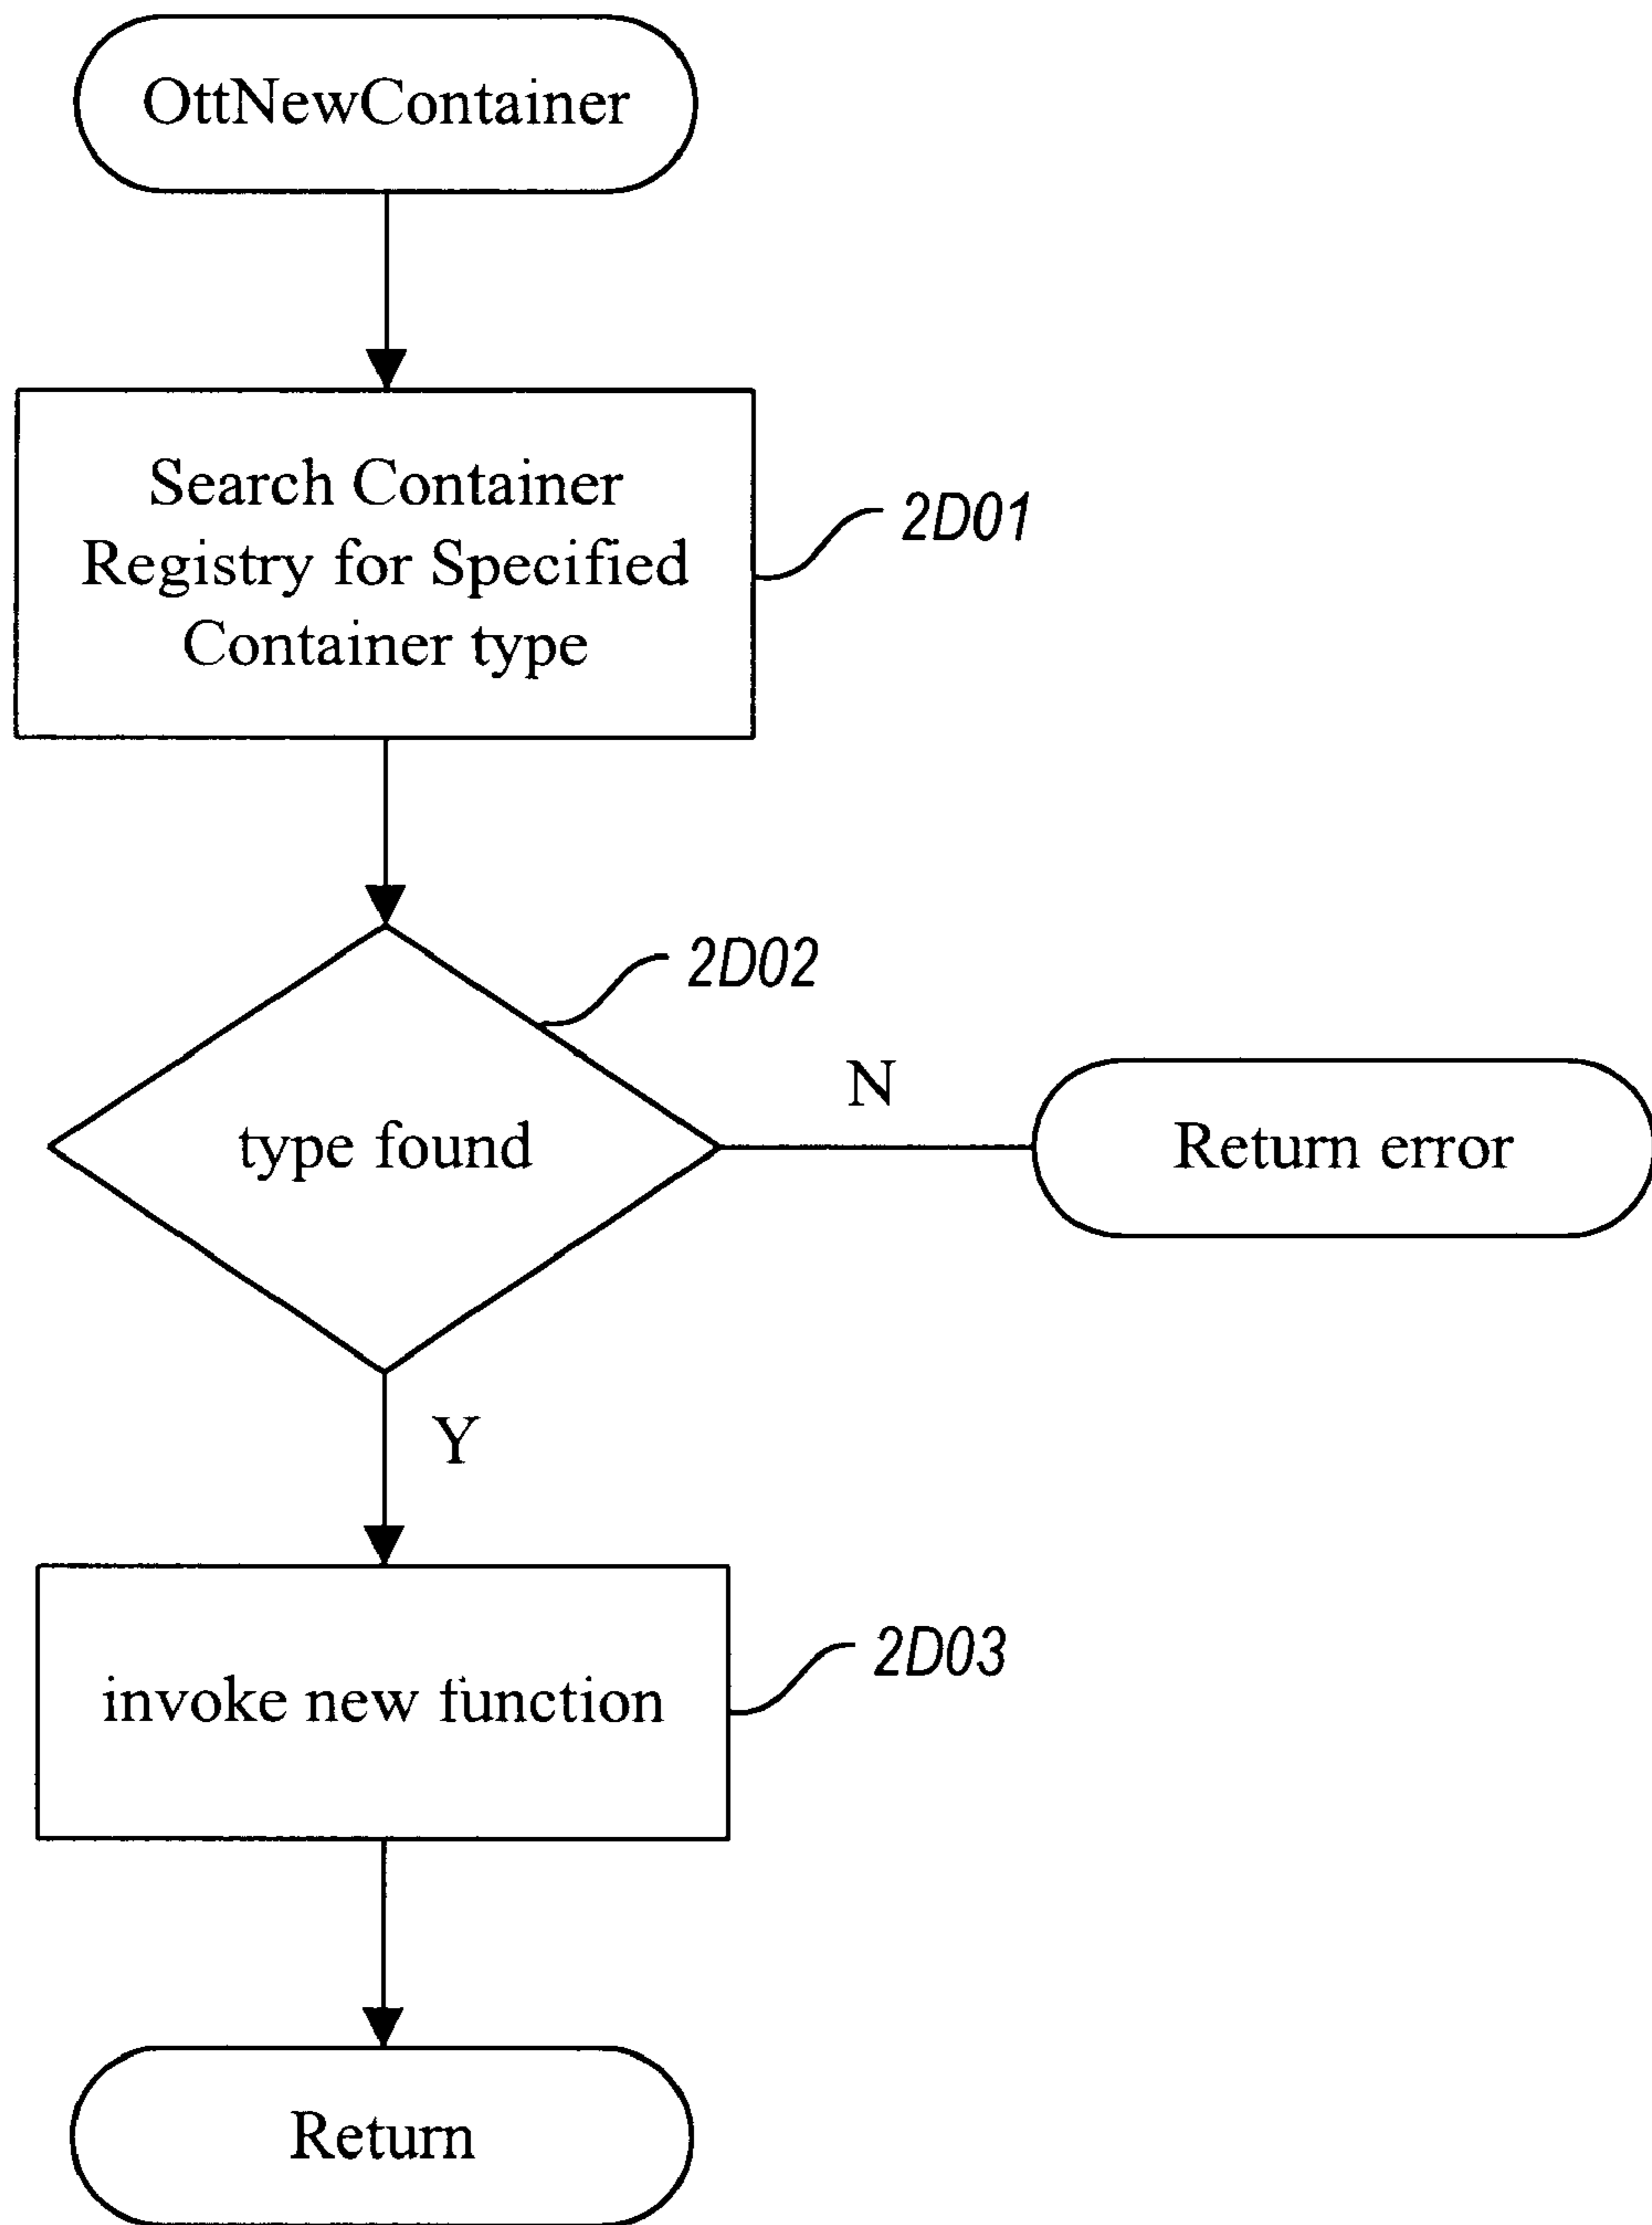 OttNewContainer
Search Container
Registry for Specified
Container type
2D01
2D02
type found
N
Return error
Y
invoke new function
2D03
Return